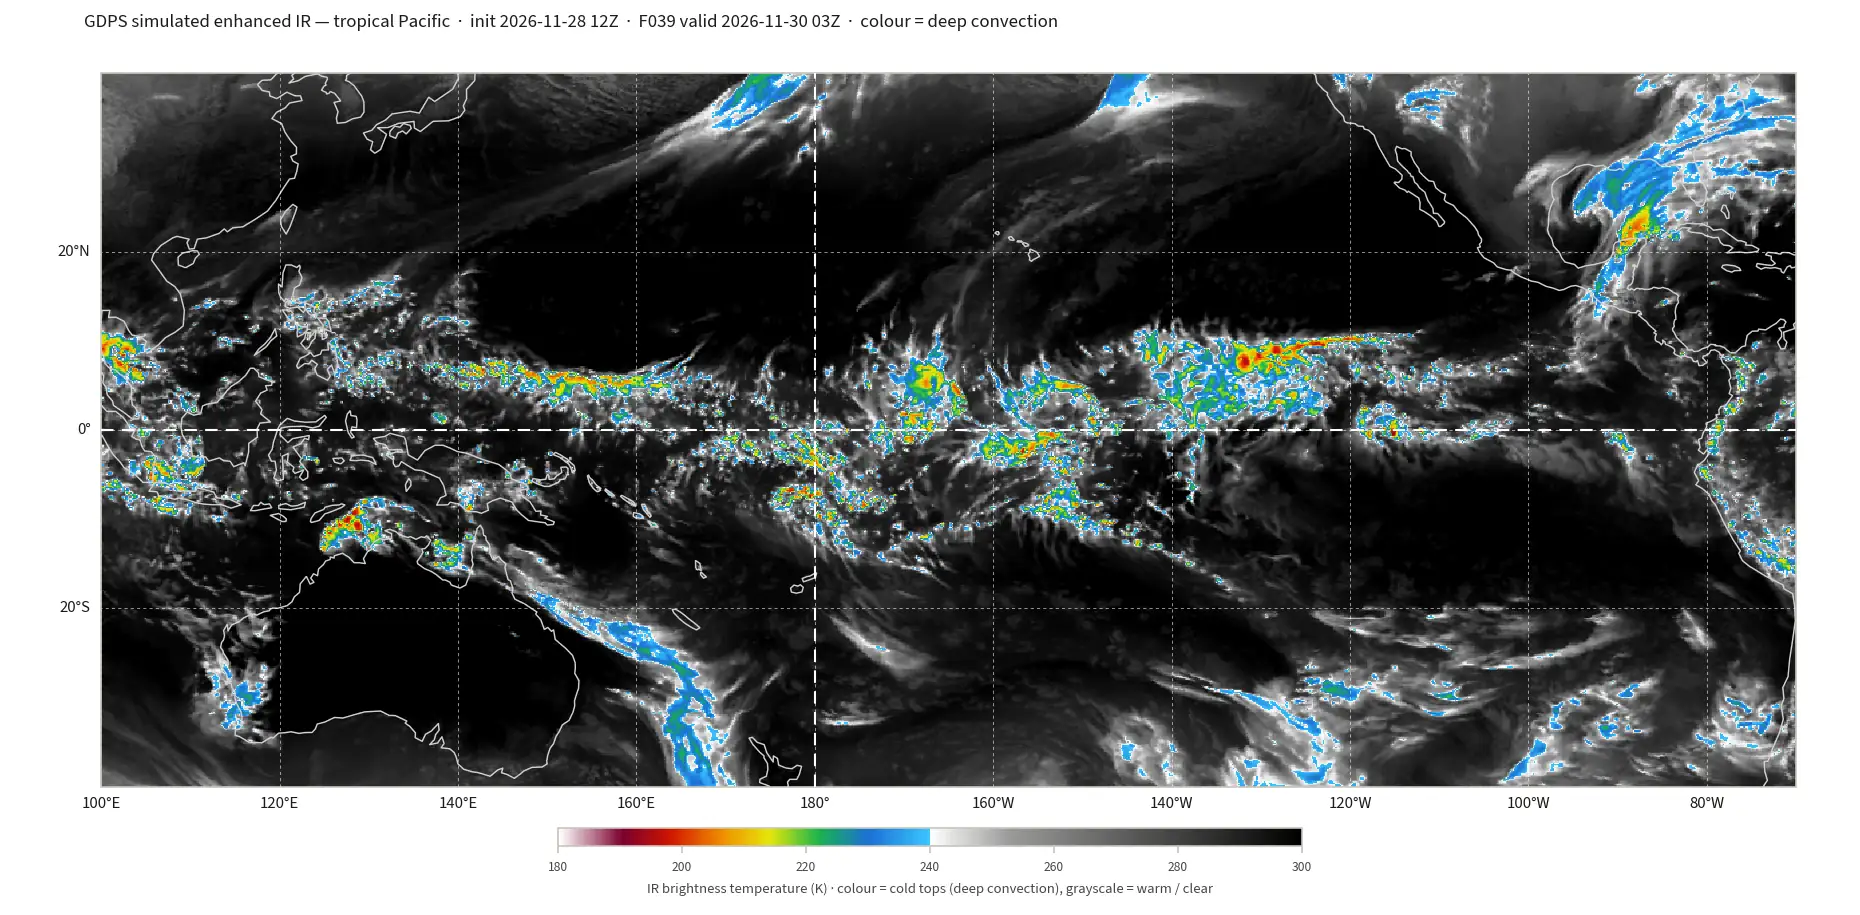 GDPS simulated enhanced IR — tropical Pacific · init 2026-11-28 12Z · F039 valid 2026-11-30 03Z · colour = deep convection
20°N
0°
20°S
100°E 120°E 140°E 160°E 180° 160°W 140°W 120°W 100°W 80°W
180 200 220 240 260 280 300
IR brightness temperature (K) · colour = cold tops (deep convection), grayscale = warm / clear